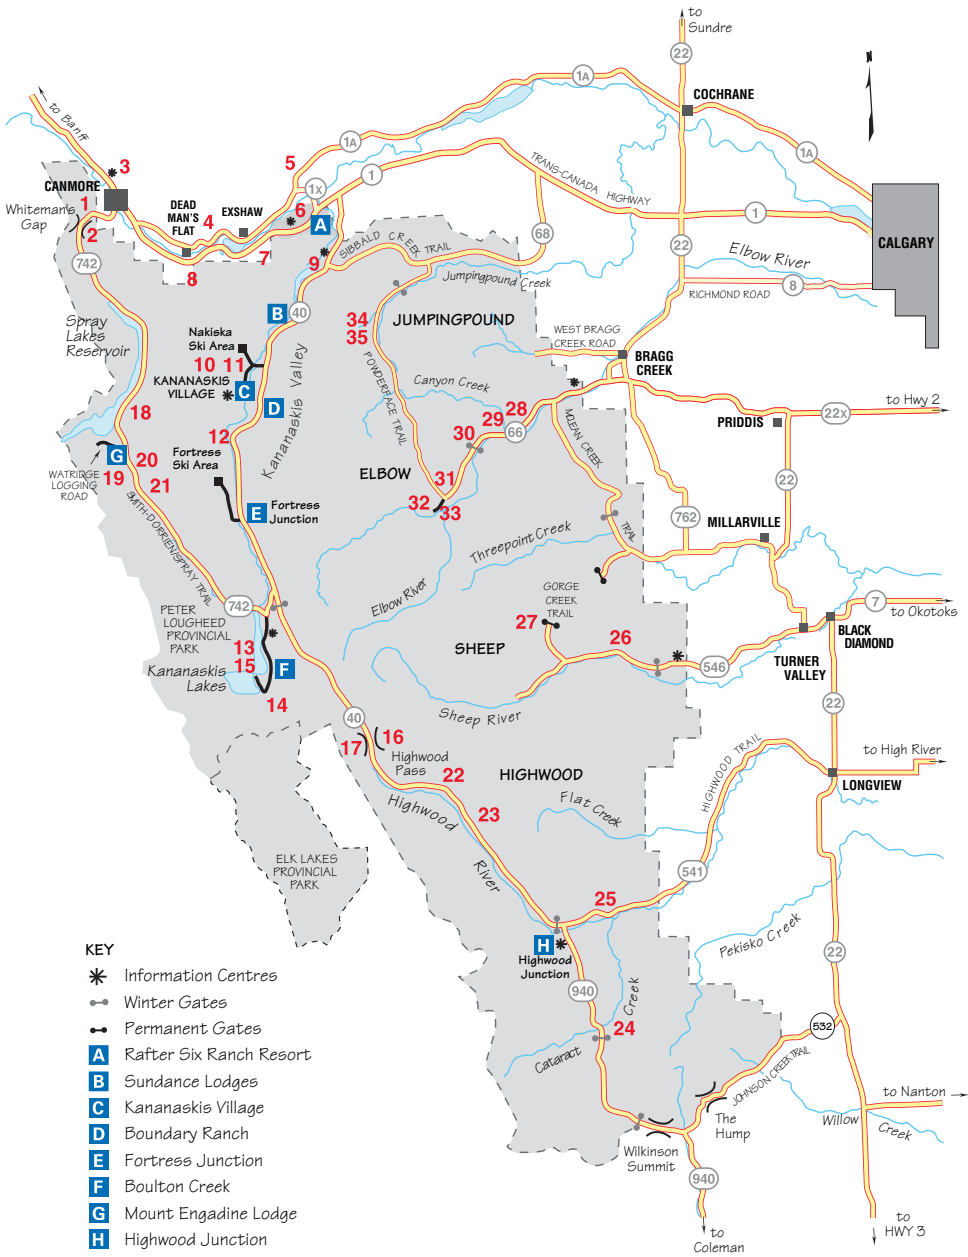 to
Sundre
22
N
1A
COCHRANE
to Banff
1A
1A
3
5
TRANS-CANADA HIGHWAY
CANMORE
1
1X
1
DEAD
MAN'S
FLAT
4
EXSHAW
6
A
1
CALGARY
Whiteman's
Gap
2
68
22
Elbow River
SIBBALD CREEK TRAIL
7
9
742
8
Jumpingpound Creek
8
RICHMOND ROAD
B
40
Spray
Lakes
Reservoir
34
35
JUMPINGPOUND
WEST BRAGG
CREEK ROAD
BRAGG
CREEK
Nakiska
Ski Area
10
11
KANANASKIS
VILLAGE
C
Kananaskis Valley
POWDERFACE TRAIL
Canyon Creek
D
18
28
29
66
to Hwy 2
22X
PRIDDIS
12
30
MCLEAN CREEK
TRAIL
G
Fortress
Ski Area
WATRIDGE
LOGGING
ROAD
19
20
21
ELBOW
31
32
33
22
E
Fortress
Junction
SMITH-DORRIEN/SPRAY TRAIL
762
MILLARVILLE
Threepoint Creek
Elbow River
GORGE
CREEK
TRAIL
742
PETER
LOUGHEED
PROVINCIAL
PARK
7
to Okotoks
27
26
BLACK
DIAMOND
13
15
F
SHEEP
546
TURNER
VALLEY
Kananaskis
Lakes
14
22
Sheep River
40
16
17
Highwood
Pass
HIGHWOOD TRAIL
to High River
22
HIGHWOOD
LONGVIEW
Highwood
River
23
Flat Creek
ELK LAKES
PROVINCIAL
PARK
541
25
Pekisko Creek
H
Highwood
Junction
22
940
Creek
Cataract
24
532
JOHNSON CREEK TRAIL
to Nanton
The
Hump
Willow
Creek
Wilkinson
Summit
940
to
Coleman
to
HWY 3
KEY
Information Centres
Winter Gates
Permanent Gates
A Rafter Six Ranch Resort
B Sundance Lodges
C Kananaskis Village
D Boundary Ranch
E Fortress Junction
F Boulton Creek
G Mount Engadine Lodge
H Highwood Junction